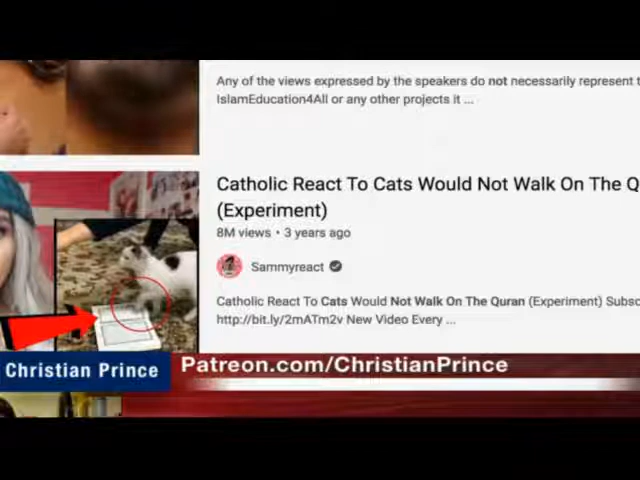 Any of the views expressed by the speakers do not necessarily represent
IslamEducation4All or any other projects it ...
Catholic React To Cats Would Not Walk On The Q
(Experiment)
8M views • 3 years ago
Sammyreact
Catholic React To Cats Would Not Walk On The Quran (Experiment) Subsc
http://bit.ly/2mATm2v New Video Every ...
Christian Prince
Patreon.com/ChristianPrince